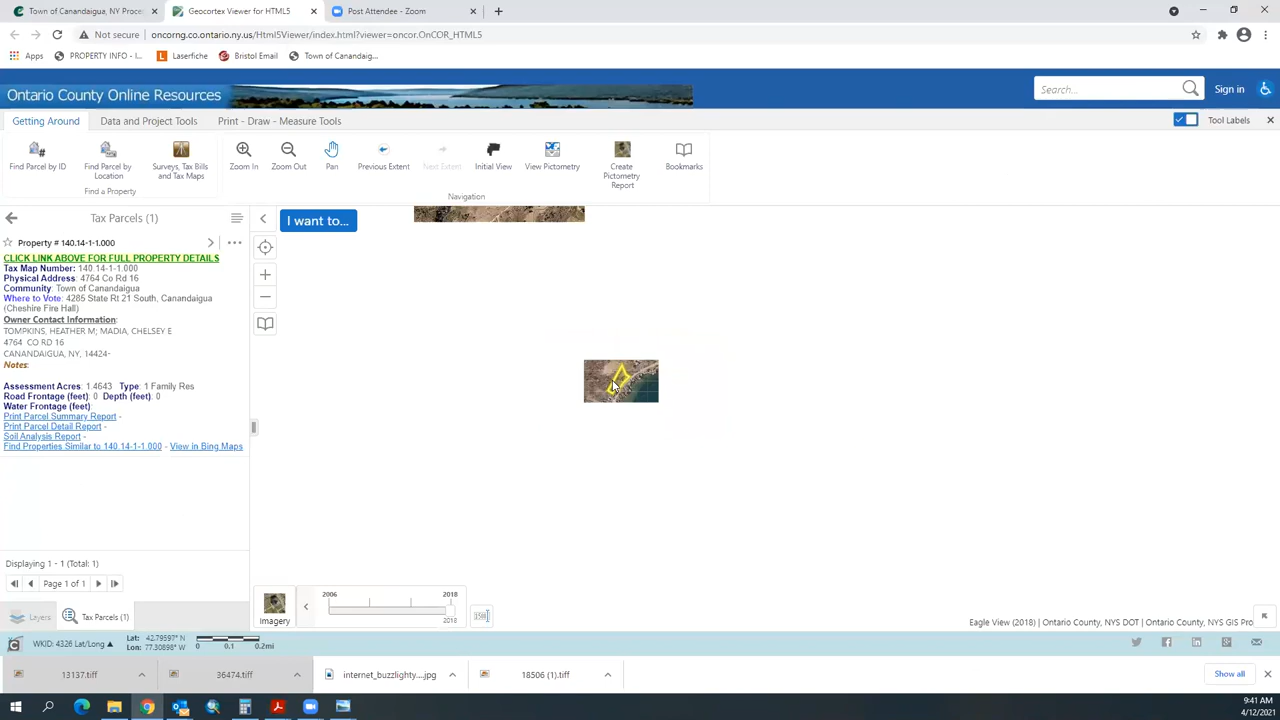 Town of Canandaigua, NY Proce
Geocortex Viewer for HTML5
Post Attendee - Zoom
Not secure
oncorng.co.ontario.ny.us/Html5Viewer/index.html?viewer=oncor.OnCOR_HTML5
Apps
PROPERTY INFO - I...
Laserfiche
Bristol Email
Town of Canandaig...
Ontario County Online Resources
Search...
Sign in
Getting Around
Data and Project Tools
Print - Draw - Measure Tools
Tool Labels
Find Parcel by ID
Find Parcel by Location
Surveys, Tax Bills and Tax Maps
Zoom In
Zoom Out
Pan
Previous Extent
Next Extent
Initial View
View Pictometry
Create Pictometry Report
Bookmarks
Find a Property
Navigation
Tax Parcels (1)
I want to...
Property # 140.14-1-1.000
CLICK LINK ABOVE FOR FULL PROPERTY DETAILS
Tax Map Number: 140.14-1-1.000
Physical Address: 4764 Co Rd 16
Community: Town of Canandaigua
Where to Vote: 4285 State Rt 21 South, Canandaigua
(Cheshire Fire Hall)
Owner Contact Information:
TOMPKINS, HEATHER M; MADIA, CHELSEY E
4764 CO RD 16
CANANDAIGUA, NY, 14424-
Notes:
Assessment Acres: 1.4643 Type: 1 Family Res
Road Frontage (feet): 0 Depth (feet): 0
Water Frontage (feet):
Print Parcel Summary Report -
Print Parcel Detail Report -
Soil Analysis Report -
Find Properties Similar to 140.14-1-1.000 - View in Bing Maps
Displaying 1 - 1 (Total: 1)
Page 1 of 1
Layers
Tax Parcels (1)
Imagery
2006
2018
2018
Eagle View (2018) | Ontario County, NYS DOT | Ontario County, NYS GIS Pro
WKID: 4326 Lat/Long
Lat: 42.79597° N
Lon: 77.30898° W
0 0.1 0.2mi
13137.tiff
36474.tiff
internet_buzzlighty....jpg
18506 (1).tiff
Show all
9:41 AM
4/12/2021